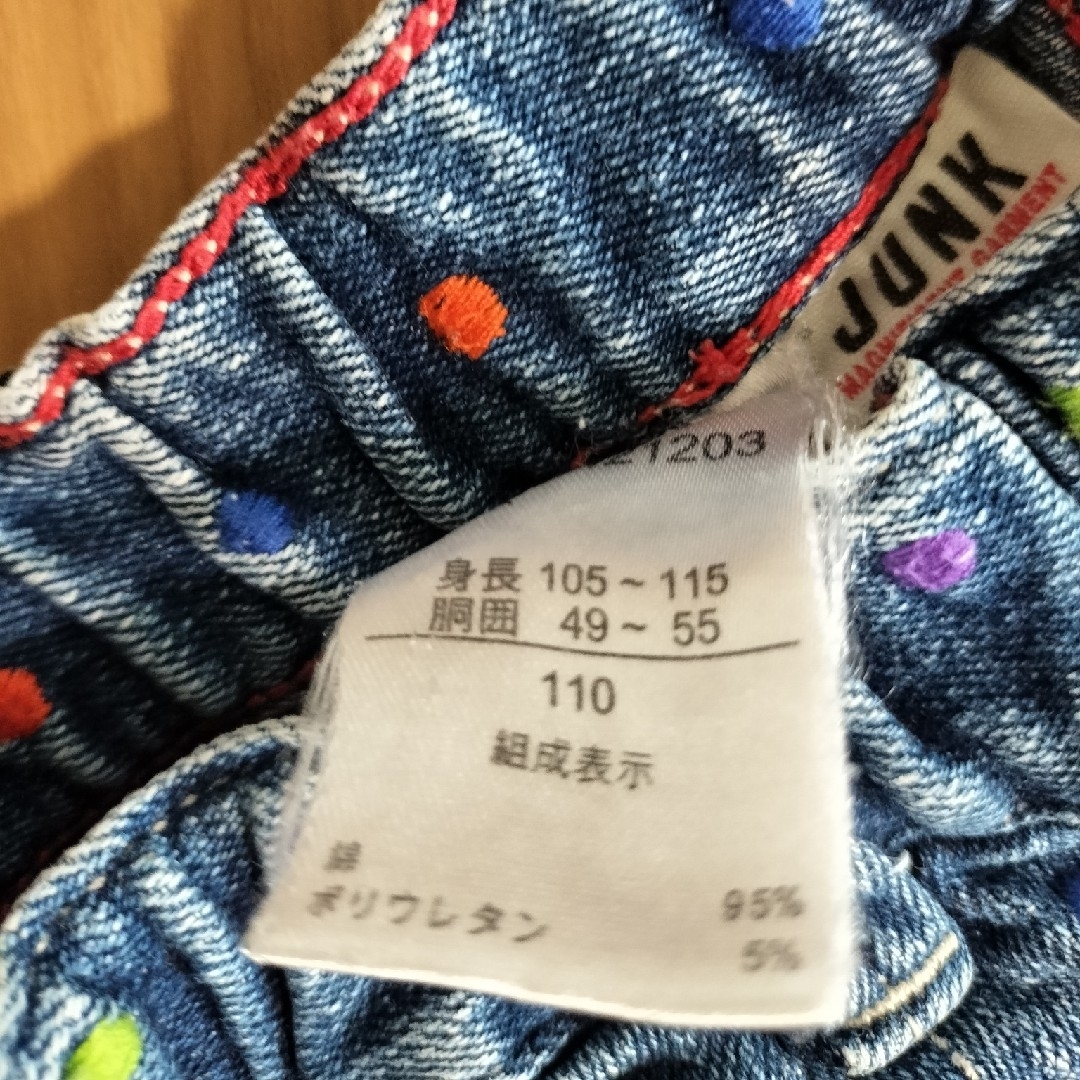 JUNK
GARMENT
21203
身長 105 ~ 115
胴囲 49 ~ 55
110
組成表示
綿 95%
ポリウレタン 5%